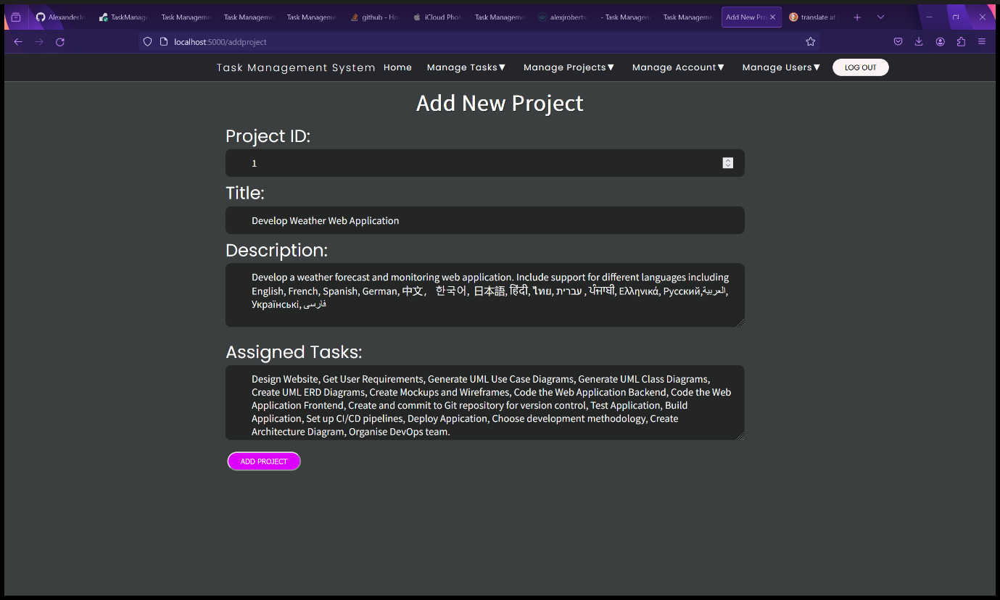 AlexanderJo
TaskManage
Task Manageme
Task Manageme
Task Manageme
github - Ho
iCloud Phot
Task Manageme
alexjroberts
- Task Managem
Task Manageme
Add New Pro
translate at
localhost:5000/addproject
Task Management System Home Manage Tasks▼ Manage Projects▼ Manage Account▼ Manage Users▼ LOG OUT
Add New Project
Project ID:
1
Title:
Develop Weather Web Application
Description:
Develop a weather forecast and monitoring web application. Include support for different languages including
English, French, Spanish, German, 中文， 한국어, 日本語, हिंदी, ไทย, עברית , ਪੰਜਾਬੀ, Ελληνικά, Русский,العربية,
Українські, فارسی
Assigned Tasks:
Design Website, Get User Requirements, Generate UML Use Case Diagrams, Generate UML Class Diagrams,
Create UML ERD Diagrams, Create Mockups and Wireframes, Code the Web Application Backend, Code the Web
Application Frontend, Create and commit to Git repository for version control, Test Application, Build
Application, Set up CI/CD pipelines, Deploy Appication, Choose development methodology, Create
Architecture Diagram, Organise DevOps team.
ADD PROJECT